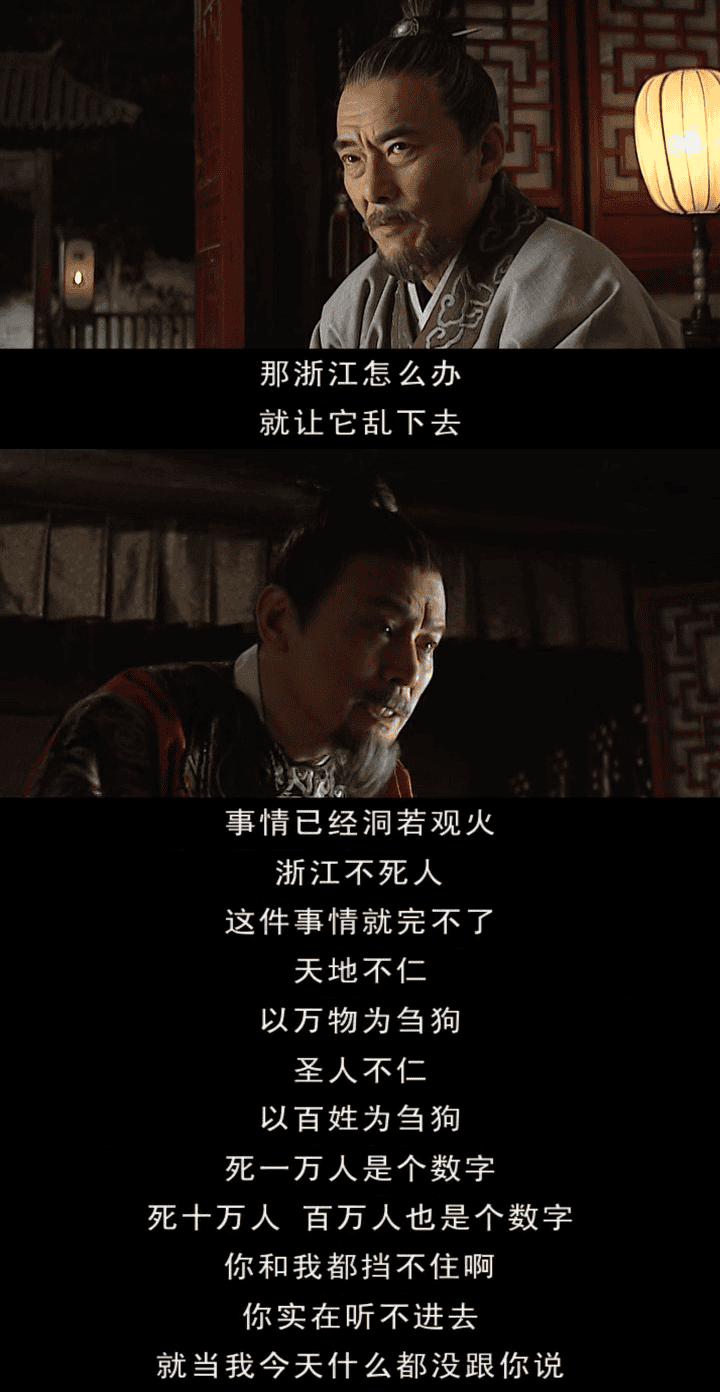 那浙江怎么办
就让它乱下去
事情已经洞若观火
浙江不死人
这件事情就完不了
天地不仁
以万物为刍狗
圣人不仁
以百姓为刍狗
死一万人是个数字
死十万人 百万人也是个数字
你和我都挡不住啊
你实在听不进去
就当我今天什么都没跟你说